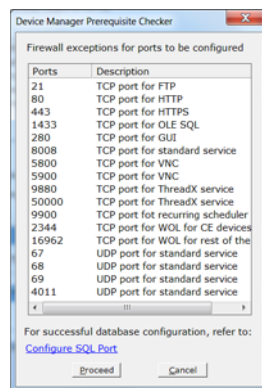 Device Manager Prerequisite Checker
Firewall exceptions for ports to be configured
Ports Description
21 TCP port for FTP
80 TCP port for HTTP
443 TCP port for HTTPS
1433 TCP port for OLE SQL
280 TCP port for GUI
8008 TCP port for standard service
5800 TCP port for VNC
5900 TCP port for VNC
9880 TCP port for ThreadX service
50000 TCP port for ThreadX service
9900 TCP port fot recurring scheduler
2344 TCP port for WOL for CE devices
16962 TCP port for WOL for rest of the
67 UDP port for standard service
68 UDP port for standard service
69 UDP port for standard service
4011 UDP port for standard service
For successful database configuration, refer to:
Configure SQL Port
Proceed Cancel